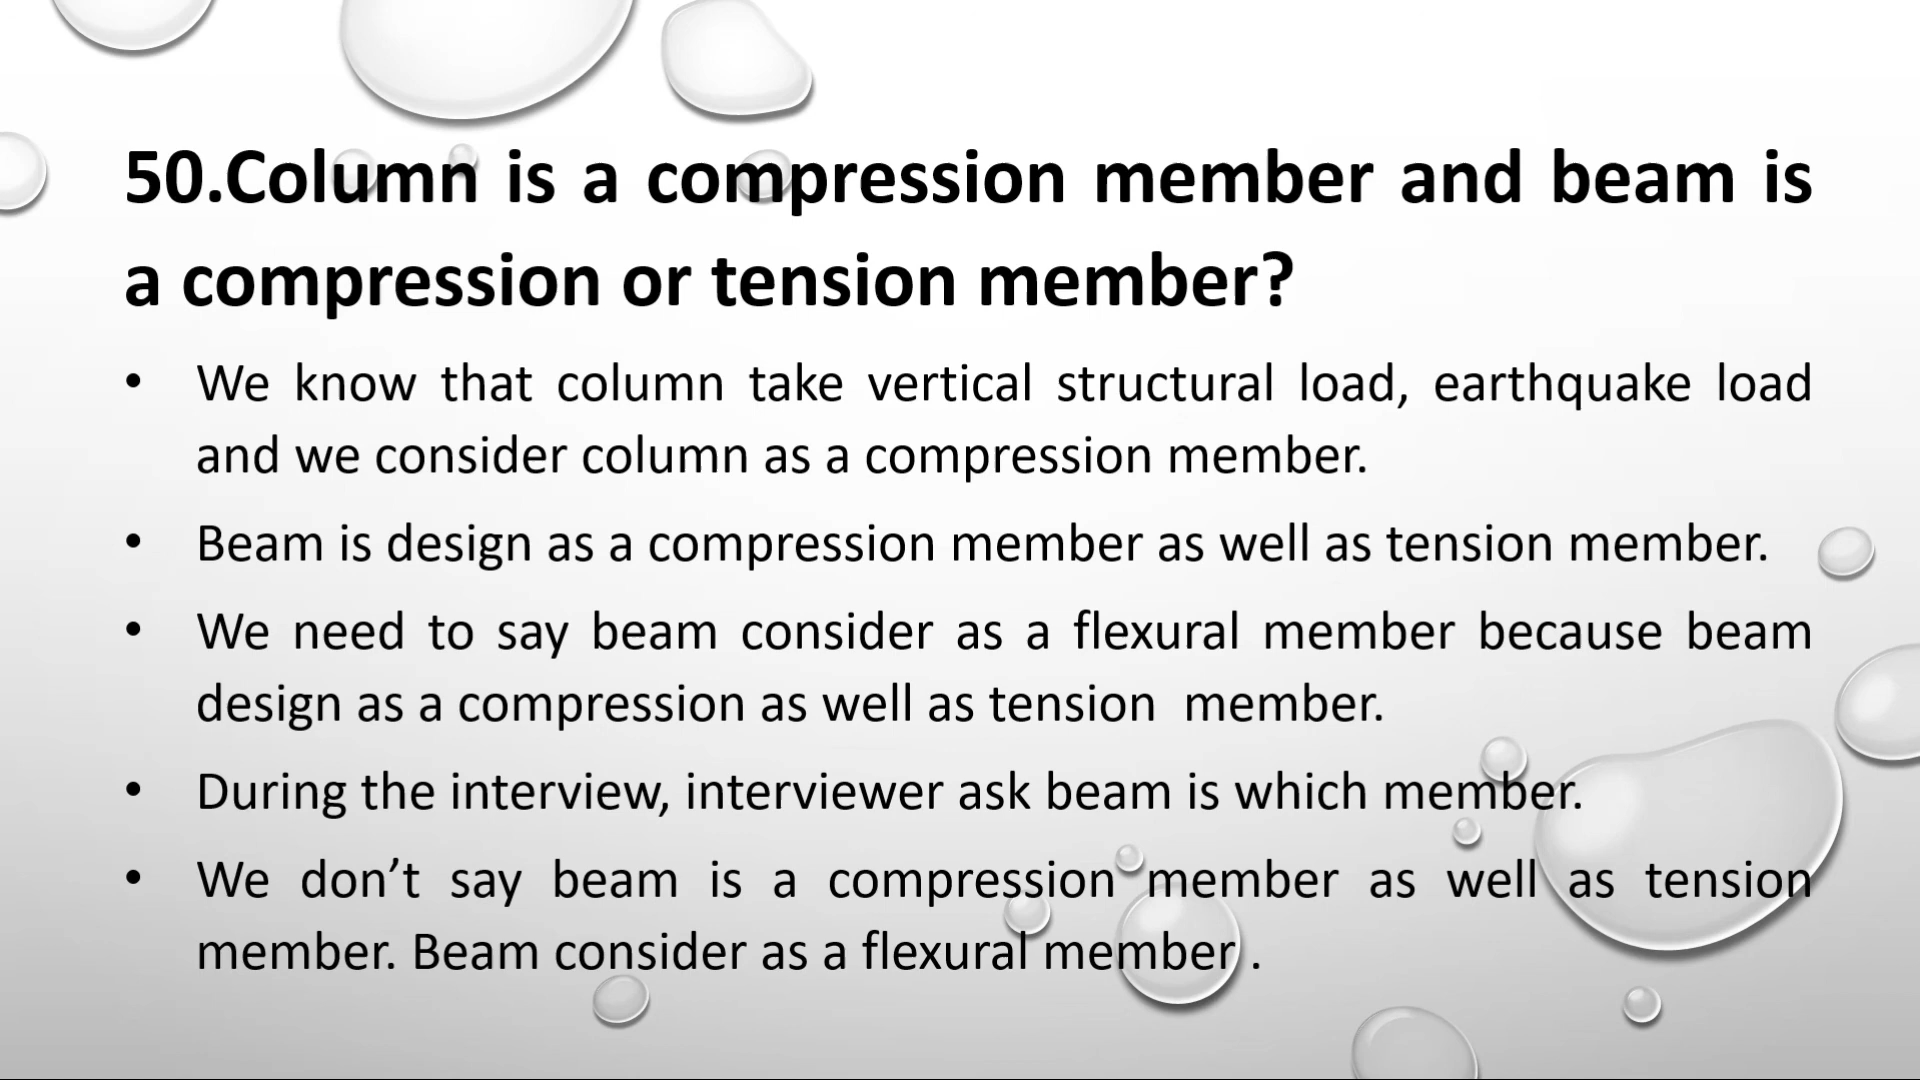 50.Column is a compression member and beam is
a compression or tension member?
• We know that column take vertical structural load, earthquake load
and we consider column as a compression member.
• Beam is design as a compression member as well as tension member.
• We need to say beam consider as a flexural member because beam
design as a compression as well as tension  member.
• During the interview, interviewer ask beam is which member.
• We don’t say beam is a compression member as well as tension
member. Beam consider as a flexural member .